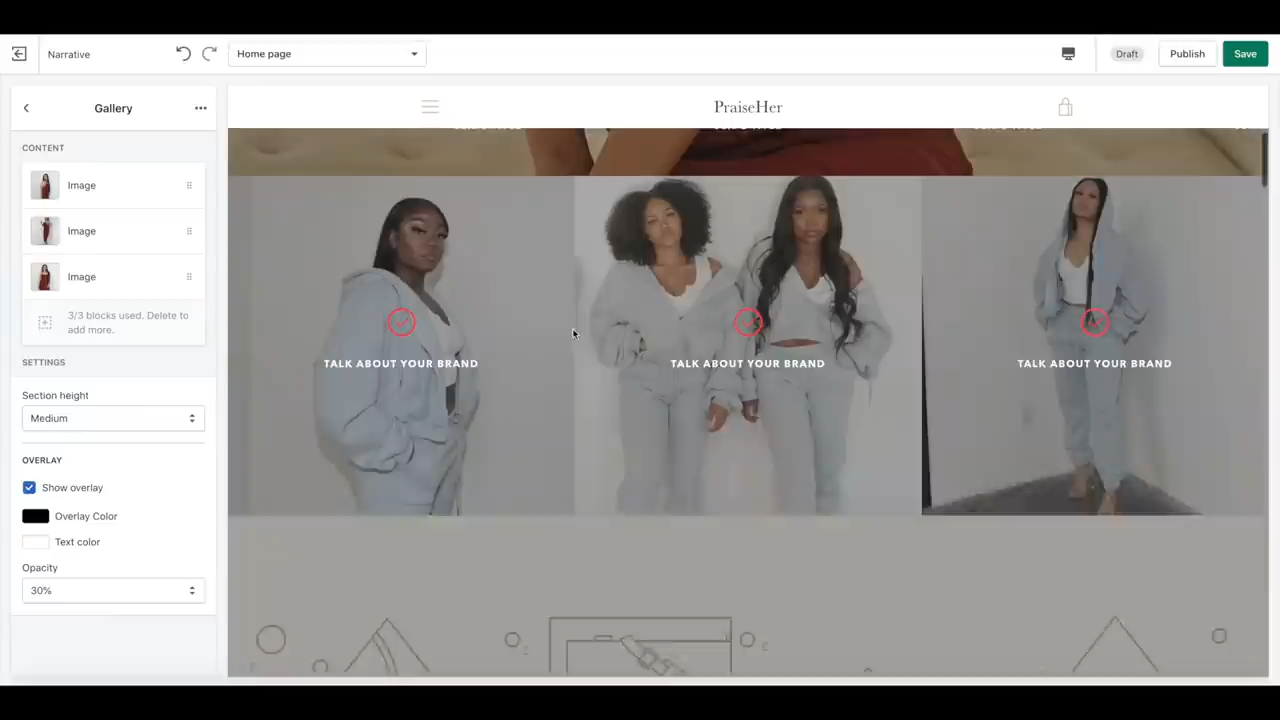 Narrative
Home page
Draft
Publish
Save
Gallery
CONTENT
Image
Image
Image
3/3 blocks used. Delete to
add more.
SETTINGS
Section height
Medium
OVERLAY
Show overlay
Overlay Color
Text color
Opacity
30%
PraiseHer
TALK ABOUT YOUR BRAND
TALK ABOUT YOUR BRAND
TALK ABOUT YOUR BRAND